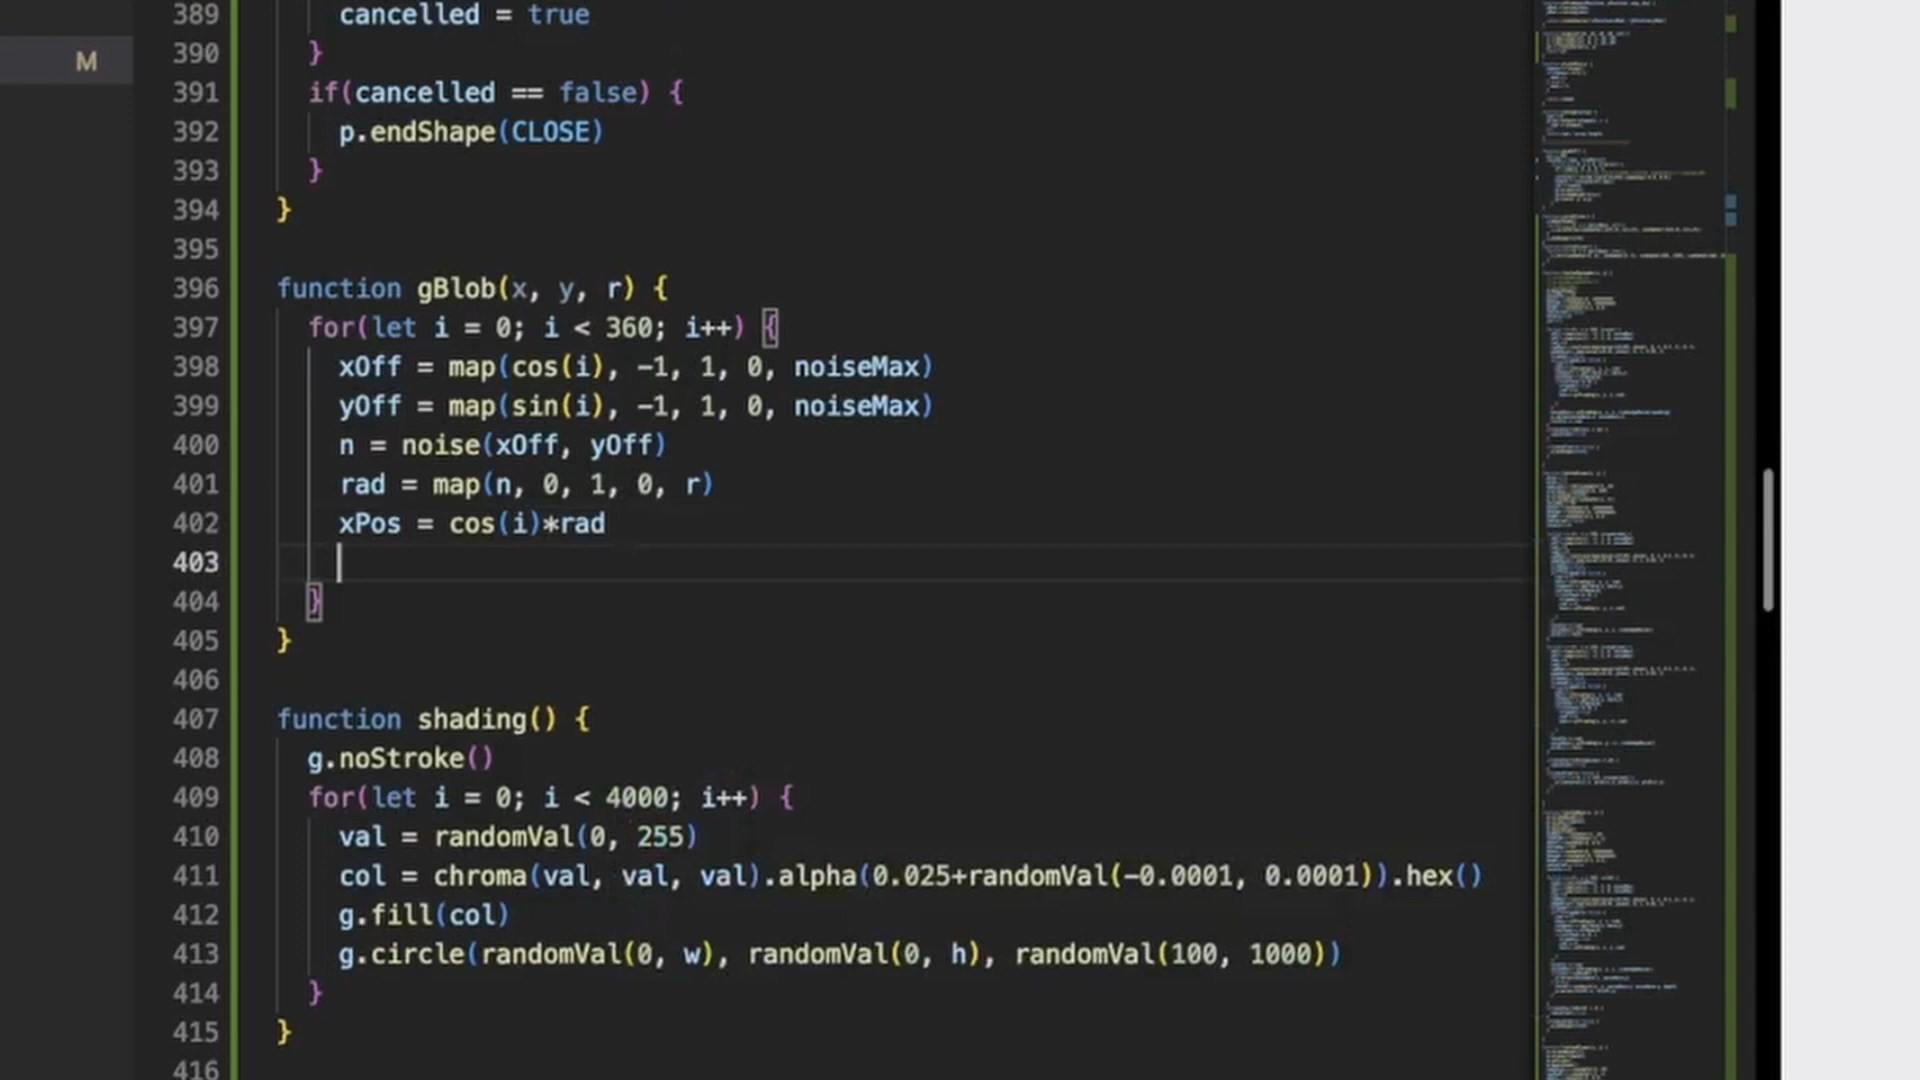 389 cancelled = true
M
390 }
391 if(cancelled == false) {
392 p.endShape(CLOSE)
393 }
394 }
395
396 function gBlob(x, y, r) {
397 for(let i = 0; i < 360; i++) {
398 xOff = map(cos(i), -1, 1, 0, noiseMax)
399 yOff = map(sin(i), -1, 1, 0, noiseMax)
400 n = noise(xOff, yOff)
401 rad = map(n, 0, 1, 0, r)
402 xPos = cos(i)*rad
403
404 }
405 }
406
407 function shading() {
408 g.noStroke()
409 for(let i = 0; i < 4000; i++) {
410 val = randomVal(0, 255)
411 col = chroma(val, val, val).alpha(0.025+randomVal(-0.0001, 0.0001)).hex()
412 g.fill(col)
413 g.circle(randomVal(0, w), randomVal(0, h), randomVal(100, 1000))
414 }
415 }
416